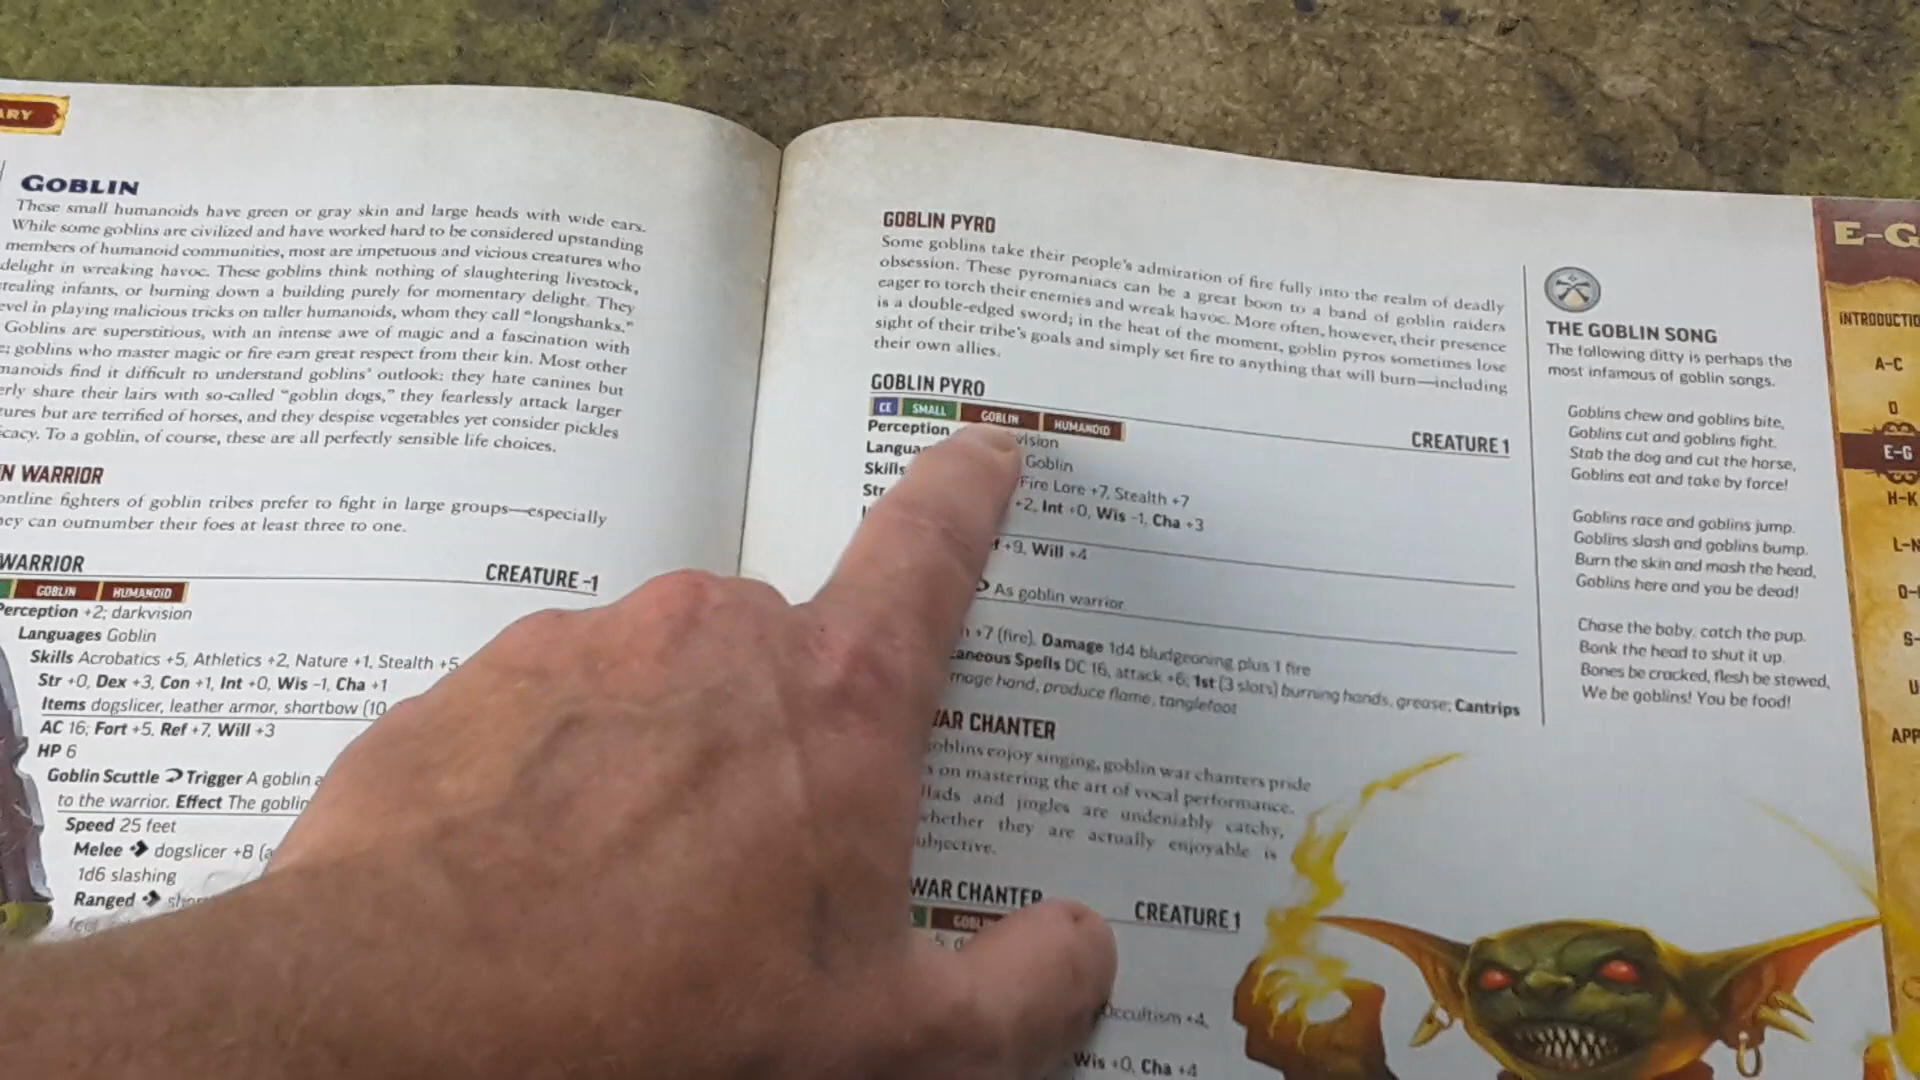 ARY
GOBLIN
These small humanoids have green or gray skin and large heads with wide ears.
While some goblins are civilized and have worked hard to be considered upstanding
members of humanoid communities, most are impetuous and vicious creatures who
delight in wreaking havoc. These goblins think nothing of slaughtering livestock,
tealing infants, or burning down a building purely for momentary delight. They
evel in playing malicious tricks on taller humanoids, whom they call “longshanks.”
Goblins are superstitious, with an intense awe of magic and a fascination with
e; goblins who master magic or fire earn great respect from their kin. Most other
manoids find it difficult to understand goblins’ outlook: they hate canines but
erly share their lairs with so-called “goblin dogs,” they fearlessly attack larger
tures but are terrified of horses, and they despise vegetables yet consider pickles
cacy. To a goblin, of course, these are all perfectly sensible life choices.
N WARRIOR
ontline fighters of goblin tribes prefer to fight in large groups—especially
ey can outnumber their foes at least three to one.
WARRIOR CREATURE -1
GOBLIN HUMANOID
Perception +2; darkvision
Languages Goblin
Skills Acrobatics +5, Athletics +2, Nature +1, Stealth +5
Str +0, Dex +3, Con +1, Int +0, Wis -1, Cha +1
Items dogslicer, leather armor, shortbow (10
AC 16; Fort +5, Ref +7, Will +3
HP 6
Goblin Scuttle Trigger A goblin a
to the warrior. Effect The goblin
Speed 25 feet
Melee dogslicer +8 (a
1d6 slashing
Ranged shor
feet
GOBLIN PYRO
Some goblins take their people’s admiration of fire fully into the realm of deadly
obsession. These pyromaniacs can be a great boon to a band of goblin raiders
eager to torch their enemies and wreak havoc. More often, however, their presence
is a double-edged sword; in the heat of the moment, goblin pyros sometimes lose
sight of their tribe’s goals and simply set fire to anything that will burn—including
their own allies.
GOBLIN PYRO CREATURE 1
CE SMALL GOBLIN HUMANOID
Perception vision
Langua Goblin
Skills Fire Lore +7, Stealth +7
Str +2, Int +0, Wis -1, Cha +3
f +9, Will +4
As goblin warrior.
+7 (fire), Damage 1d4 bludgeoning plus 1 fire
taneous Spells DC 16, attack +6; 1st (3 slots) burning hands, grease; Cantrips
mage hand, produce flame, tanglefoot
WAR CHANTER
goblins enjoy singing, goblin war chanters pride
s on mastering the art of vocal performance.
llads and jingles are undeniably catchy,
whether they are actually enjoyable is
ubjective.
WAR CHANTER CREATURE 1
GOBL
5; d
Occultism +4,
Wis +0, Cha +4
THE GOBLIN SONG
The following ditty is perhaps the
most infamous of goblin songs.
Goblins chew and goblins bite,
Goblins cut and goblins fight.
Stab the dog and cut the horse,
Goblins eat and take by force!
Goblins race and goblins jump.
Goblins slash and goblins bump.
Burn the skin and mash the head,
Goblins here and you be dead!
Chase the baby, catch the pup.
Bonk the head to shut it up.
Bones be cracked, flesh be stewed,
We be goblins! You be food!
E-G
INTRODUCTIO
A-C
D
E-G
H-K
L-N
O-
S-
U
APP